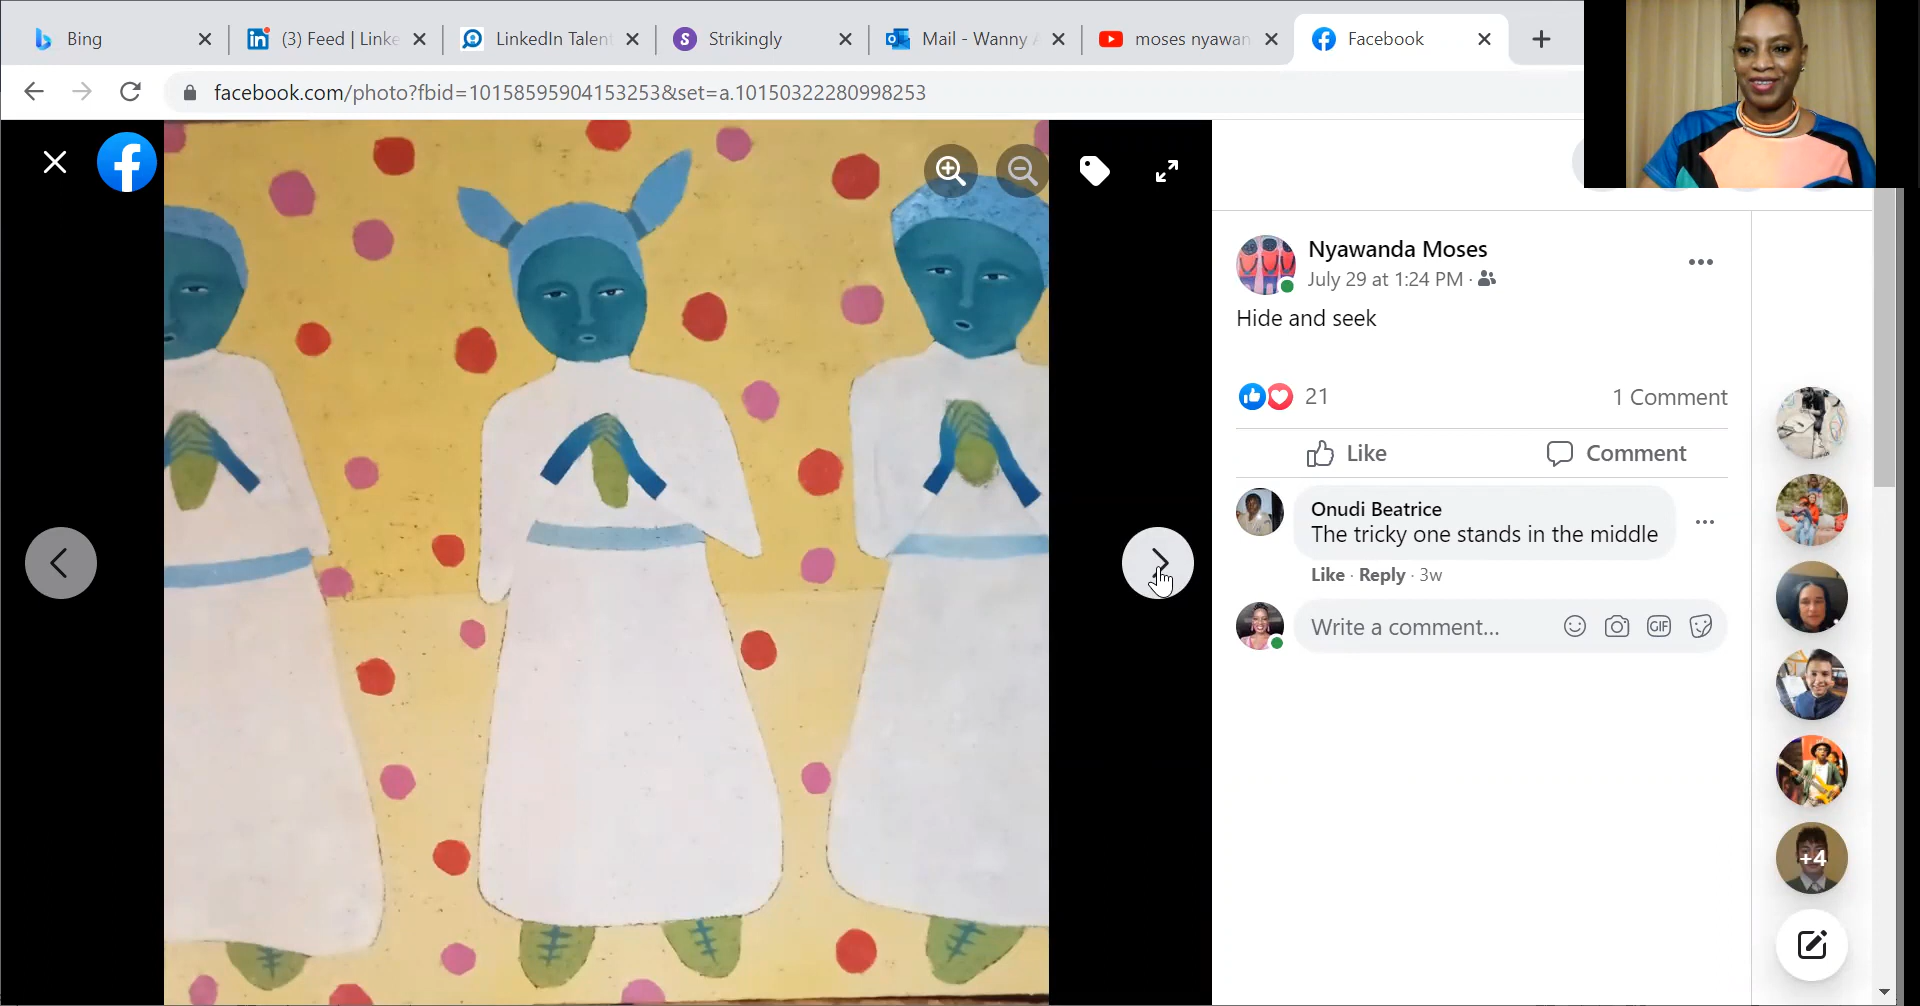 Bing
(3) Feed | Linke
LinkedIn Talen
Strikingly
Mail - Wanny
moses nyawan
Facebook
facebook.com/photo?fbid=10158595904153253&set=a.10150322280998253
Nyawanda Moses
July 29 at 1:24 PM ·
Hide and seek
21
1 Comment
Like
Comment
Onudi Beatrice
The tricky one stands in the middle
Like · Reply · 3w
Write a comment...
GIF
+4